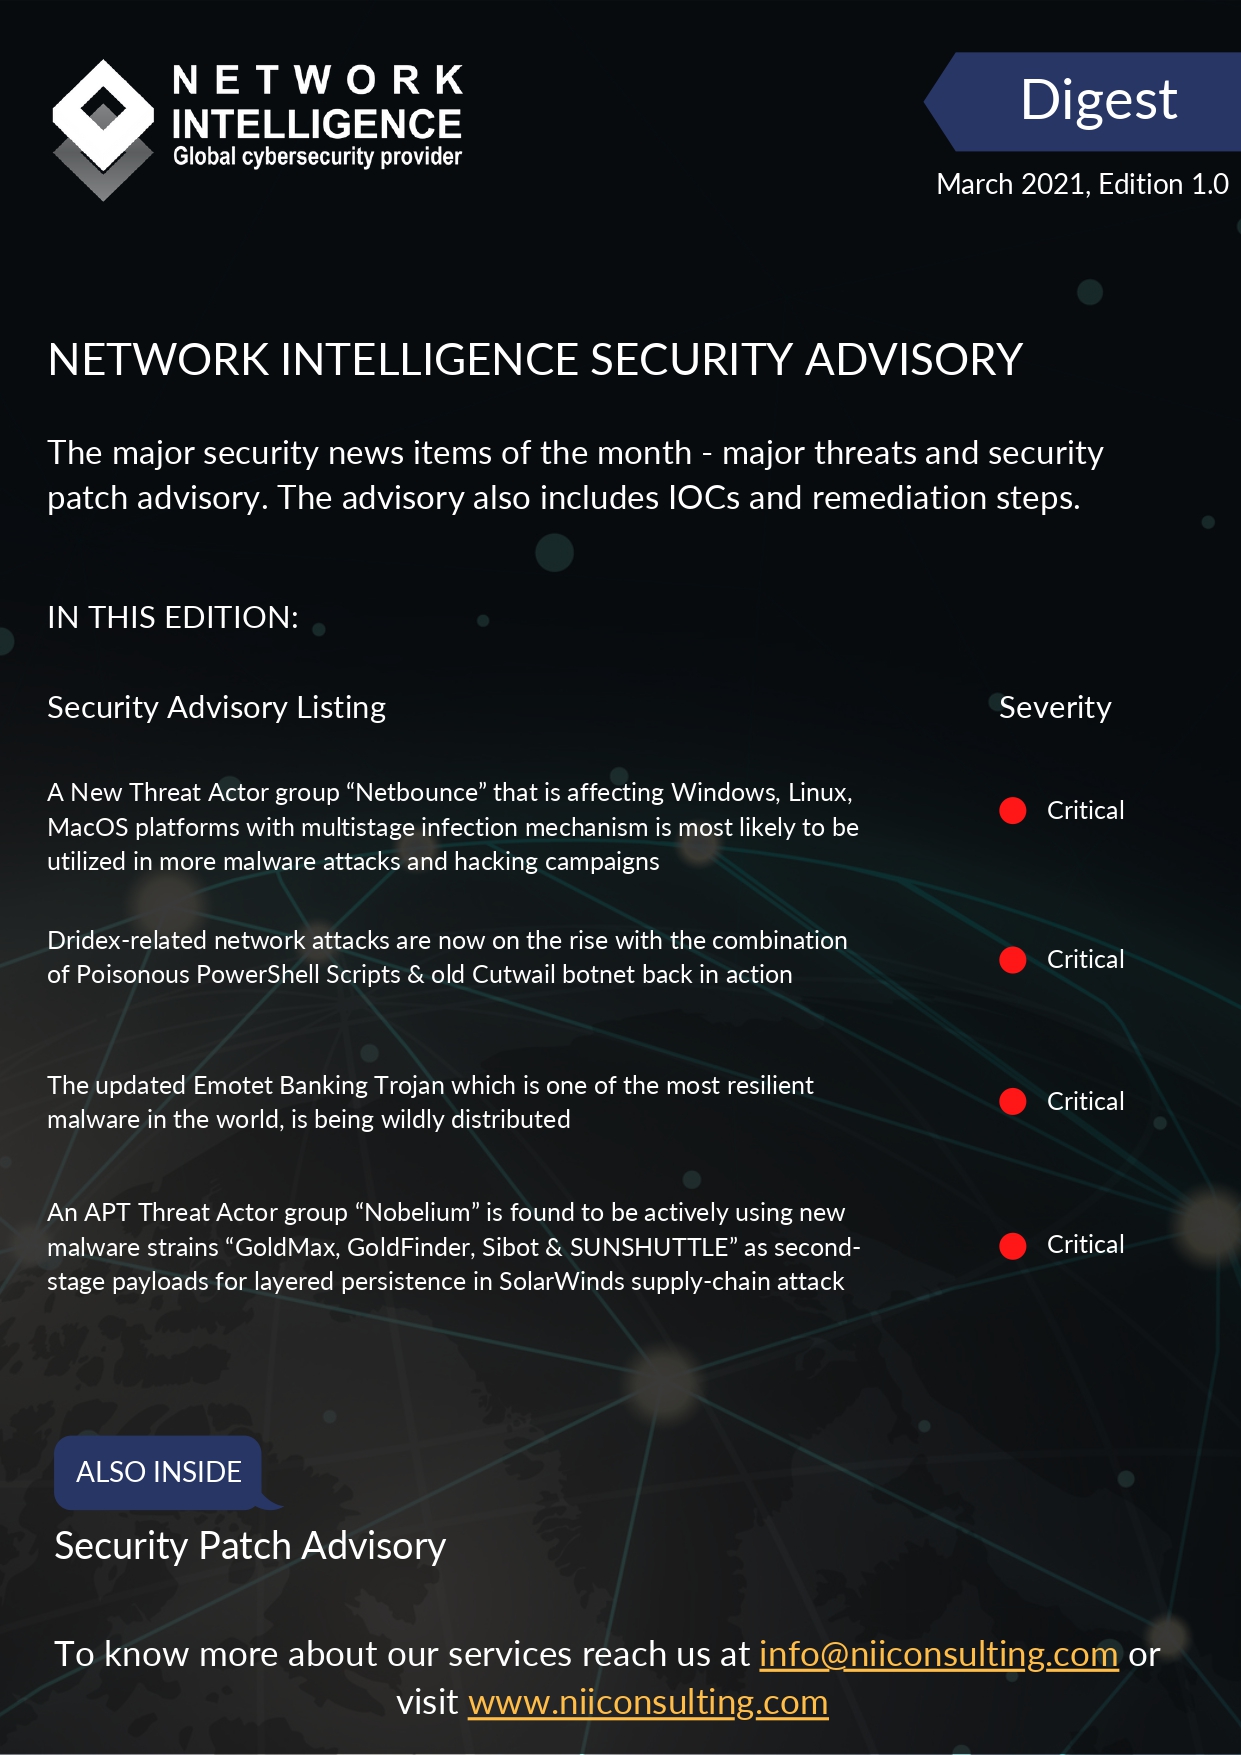 NETWORK
INTELLIGENCE
Global cybersecurity provider
Digest
March 2021, Edition 1.0
NETWORK INTELLIGENCE SECURITY ADVISORY
The major security news items of the month - major threats and security
patch advisory. The advisory also includes IOCs and remediation steps.
IN THIS EDITION:
Security Advisory Listing
Severity
A New Threat Actor group “Netbounce” that is affecting Windows, Linux,
MacOS platforms with multistage infection mechanism is most likely to be
utilized in more malware attacks and hacking campaigns
Critical
Dridex-related network attacks are now on the rise with the combination
of Poisonous PowerShell Scripts & old Cutwail botnet back in action
Critical
The updated Emotet Banking Trojan which is one of the most resilient
malware in the world, is being wildly distributed
Critical
An APT Threat Actor group “Nobelium” is found to be actively using new
malware strains “GoldMax, GoldFinder, Sibot & SUNSHUTTLE” as second-
stage payloads for layered persistence in SolarWinds supply-chain attack
Critical
ALSO INSIDE
Security Patch Advisory
To know more about our services reach us at info@niiconsulting.com or
visit www.niiconsulting.com